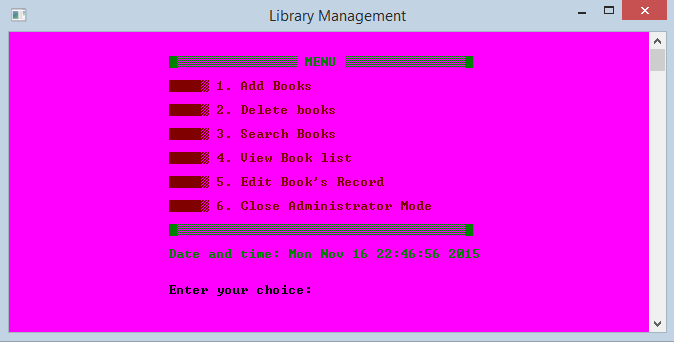 Library Management
MENU
1. Add Books
2. Delete books
3. Search Books
4. View Book list
5. Edit Book's Record
6. Close Administrator Mode
Date and time: Mon Nov 16 22:46:56 2015
Enter your choice: